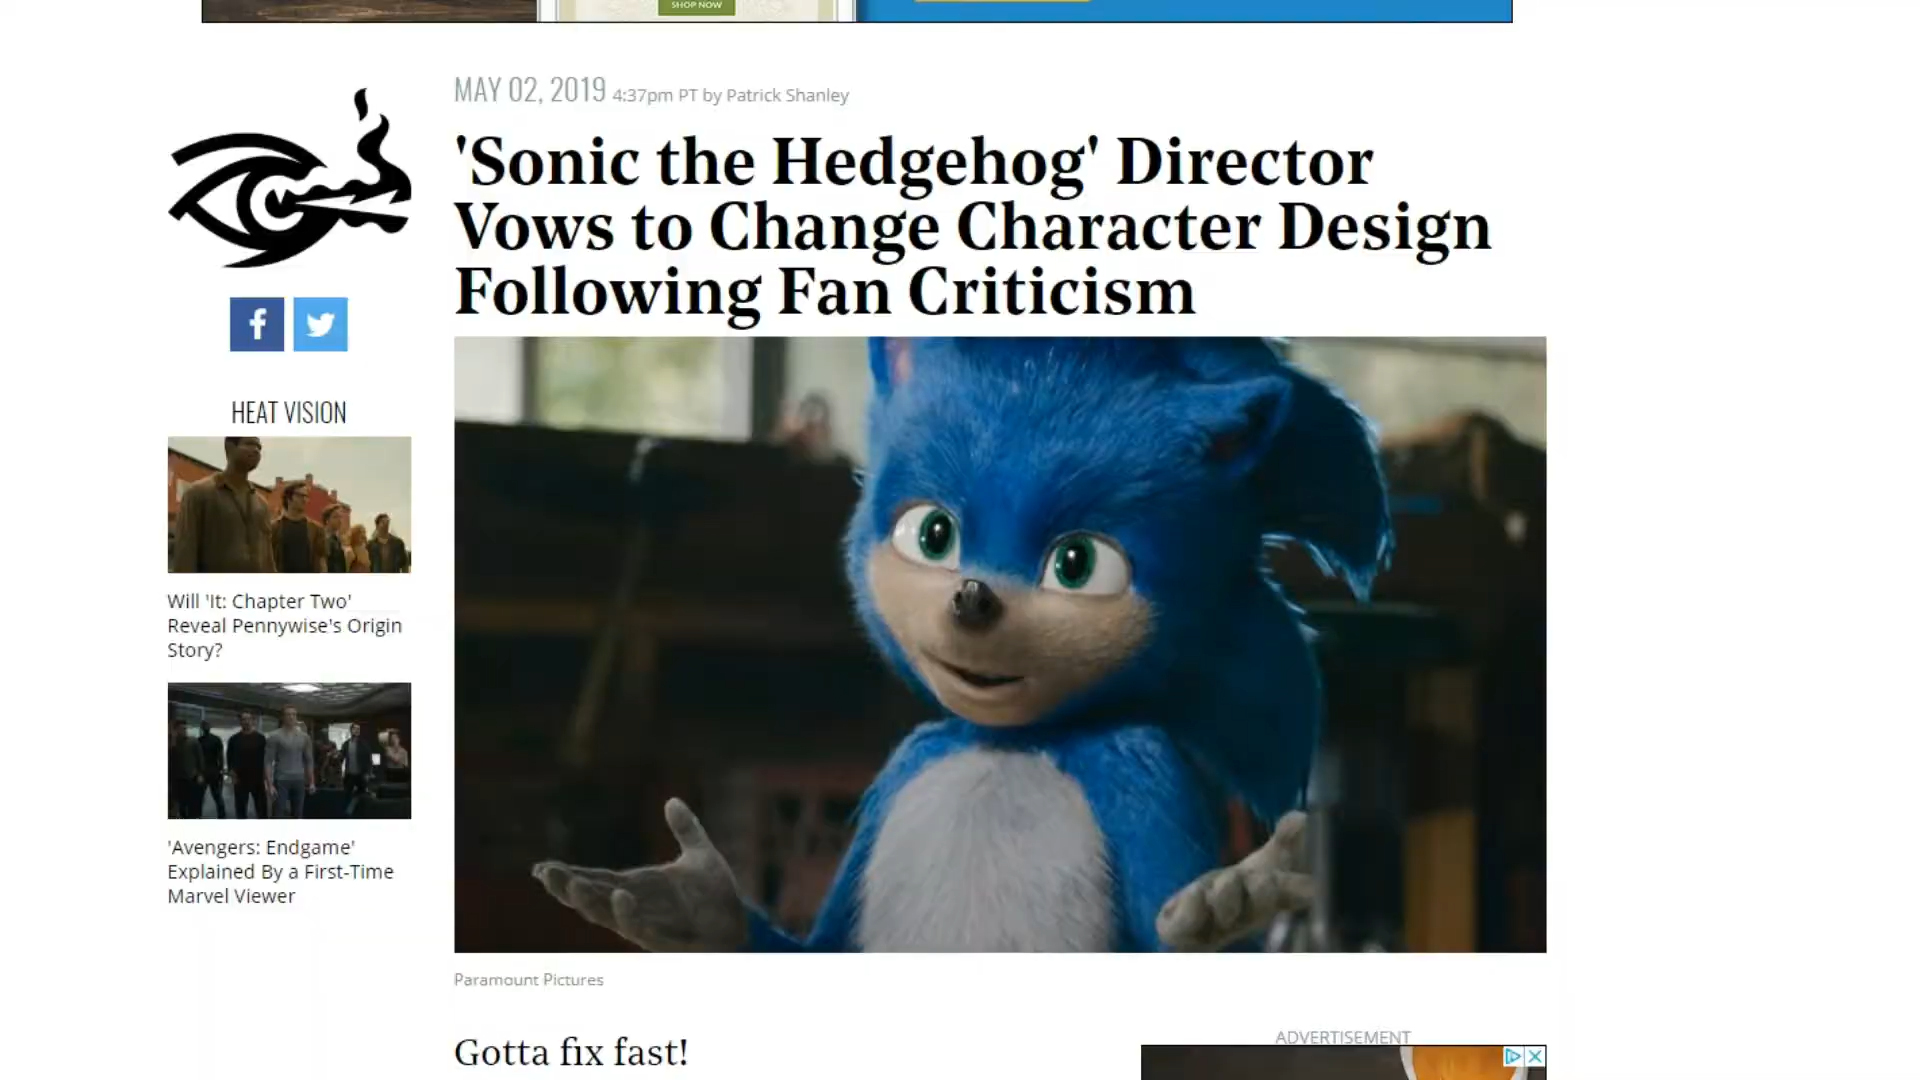 SHOP NOW
MAY 02, 2019 4:37pm PT by Patrick Shanley
'Sonic the Hedgehog' Director
Vows to Change Character Design
Following Fan Criticism
HEAT VISION
Will 'It: Chapter Two'
Reveal Pennywise's Origin
Story?
'Avengers: Endgame'
Explained By a First-Time
Marvel Viewer
Paramount Pictures
Gotta fix fast!
ADVERTISEMENT